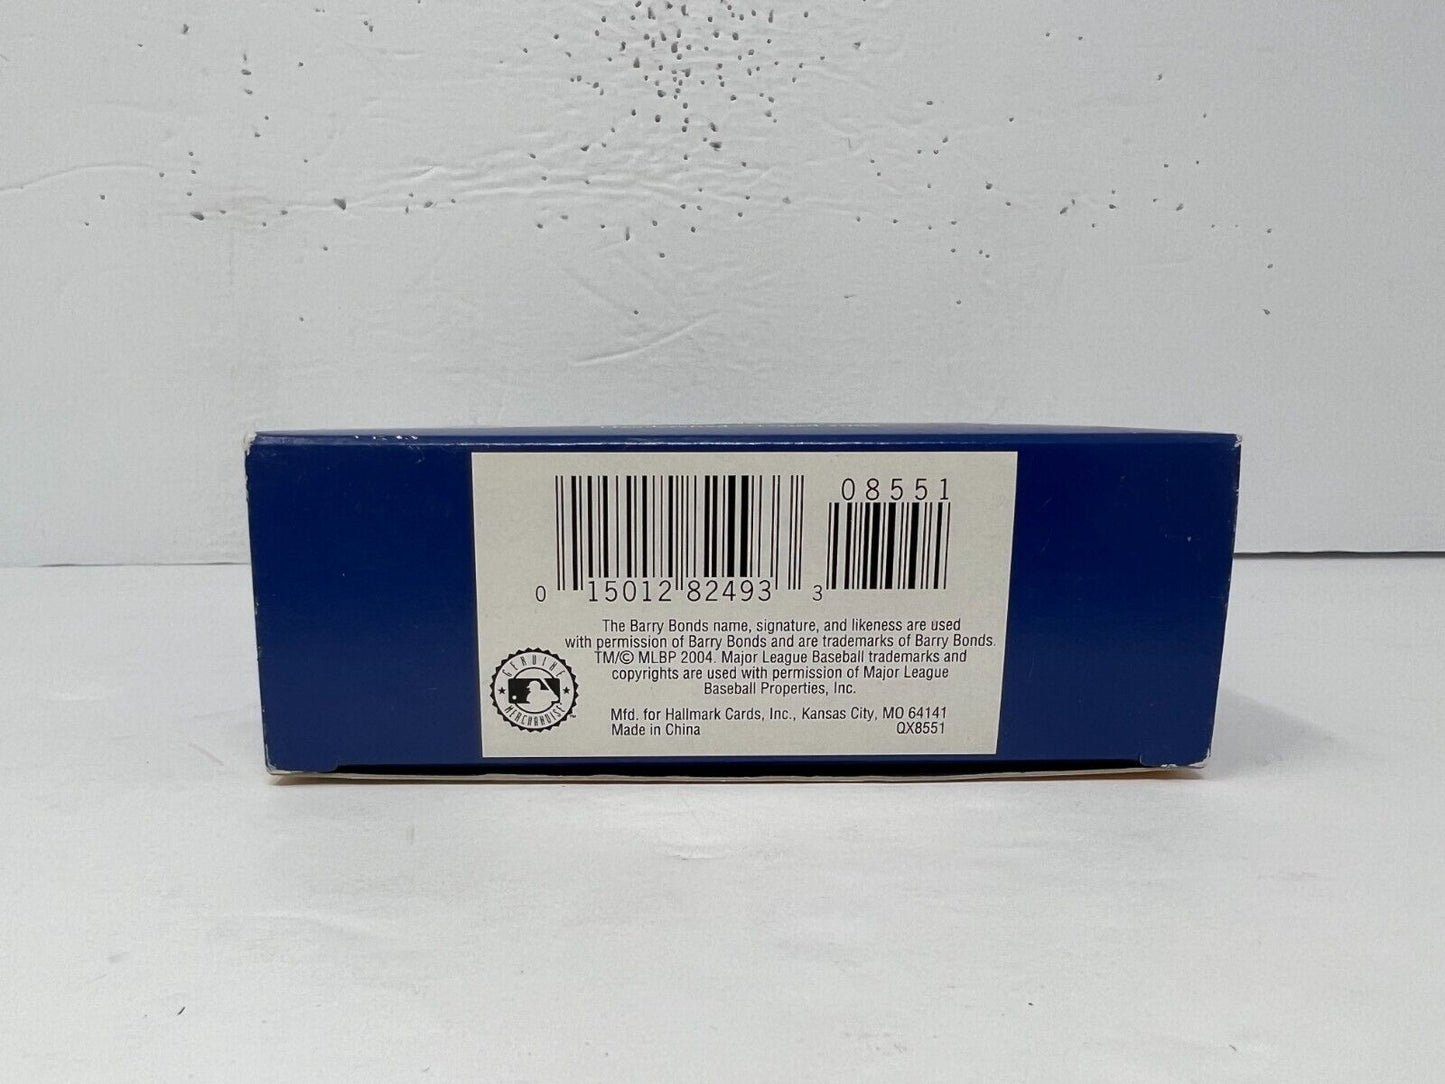 08551
0 15012 82493 3
The Barry Bonds name, signature, and likeness are used
with permission of Barry Bonds and are trademarks of Barry Bonds.
TM/© MLBP 2004. Major League Baseball trademarks and
copyrights are used with permission of Major League
Baseball Properties, Inc.
GENUINE
MERCHANDISE
Mfd. for Hallmark Cards, Inc., Kansas City, MO 64141
Made in China QX8551